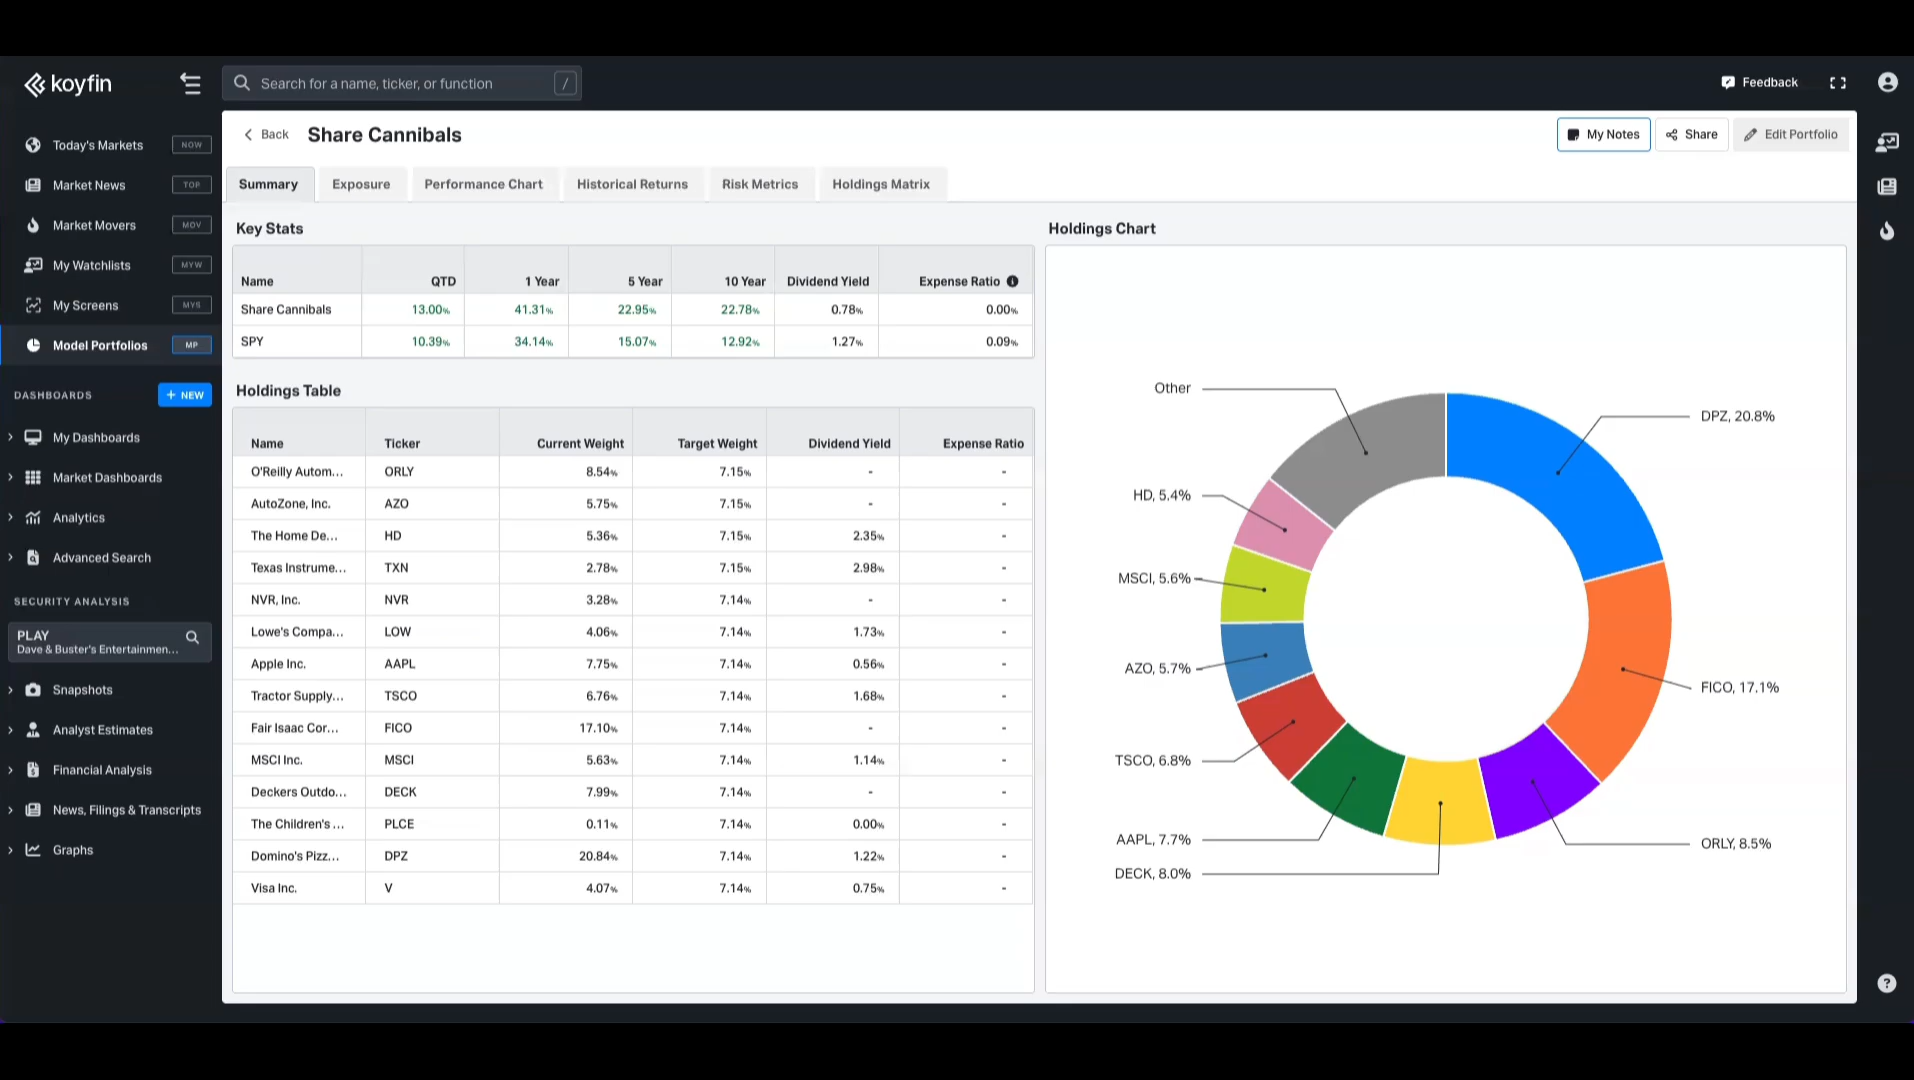 koyfin
Search for a name, ticker, or function /
Feedback
Today's Markets NOW
Market News TOP
Market Movers MOV
My Watchlists MYW
My Screens MYS
Model Portfolios MP
DASHBOARDS + NEW
My Dashboards
Market Dashboards
Analytics
Advanced Search
SECURITY ANALYSIS
PLAY
Dave & Buster's Entertainmen...
Snapshots
Analyst Estimates
Financial Analysis
News, Filings & Transcripts
Graphs
Back Share Cannibals
My Notes Share Edit Portfolio
Summary Exposure Performance Chart Historical Returns Risk Metrics Holdings Matrix
Key Stats
Name QTD 1 Year 5 Year 10 Year Dividend Yield Expense Ratio
Share Cannibals 13.00% 41.31% 22.95% 22.78% 0.78% 0.00%
SPY 10.39% 34.14% 15.07% 12.92% 1.27% 0.09%
Holdings Table
Name Ticker Current Weight Target Weight Dividend Yield Expense Ratio
O'Reilly Autom... ORLY 8.54% 7.15% - -
AutoZone, Inc. AZO 5.75% 7.15% - -
The Home De... HD 5.36% 7.15% 2.35% -
Texas Instrume... TXN 2.78% 7.15% 2.98% -
NVR, Inc. NVR 3.28% 7.14% - -
Lowe's Compa... LOW 4.06% 7.14% 1.73% -
Apple Inc. AAPL 7.75% 7.14% 0.56% -
Tractor Supply... TSCO 6.76% 7.14% 1.68% -
Fair Isaac Cor... FICO 17.10% 7.14% - -
MSCI Inc. MSCI 5.63% 7.14% 1.14% -
Deckers Outdo... DECK 7.99% 7.14% - -
The Children's ... PLCE 0.11% 7.14% 0.00% -
Domino's Pizz... DPZ 20.84% 7.14% 1.22% -
Visa Inc. V 4.07% 7.14% 0.75% -
Holdings Chart
Other
DPZ, 20.8%
HD, 5.4%
MSCI, 5.6%
AZO, 5.7%
FICO, 17.1%
TSCO, 6.8%
AAPL, 7.7%
ORLY, 8.5%
DECK, 8.0%
?